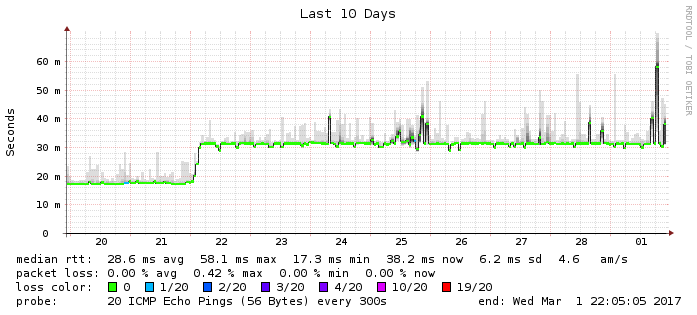 Last 10 Days
RRDTOOL / TOBI OETIKER
Seconds
60 m
50 m
40 m
30 m
20 m
10 m
0
20 21 22 23 24 25 26 27 28 01
median rtt: 28.6 ms avg 58.1 ms max 17.3 ms min 38.2 ms now 6.2 ms sd 4.6 am/s
packet loss: 0.00 % avg 0.42 % max 0.00 % min 0.00 % now
loss color: 0 1/20 2/20 3/20 4/20 10/20 19/20
probe: 20 ICMP Echo Pings (56 Bytes) every 300s end: Wed Mar 1 22:05:05 2017